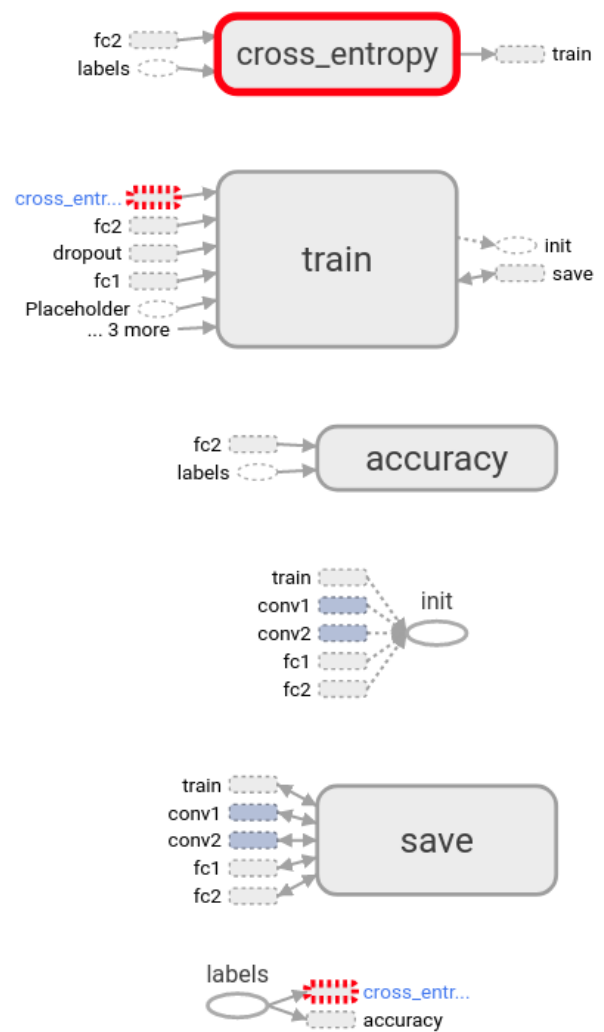 fc2
labels
cross_entropy
train
cross_entr...
fc2
dropout
fc1
Placeholder
... 3 more
train
init
save
fc2
labels
accuracy
train
conv1
conv2
fc1
fc2
init
train
conv1
conv2
fc1
fc2
save
labels
cross_entr...
accuracy